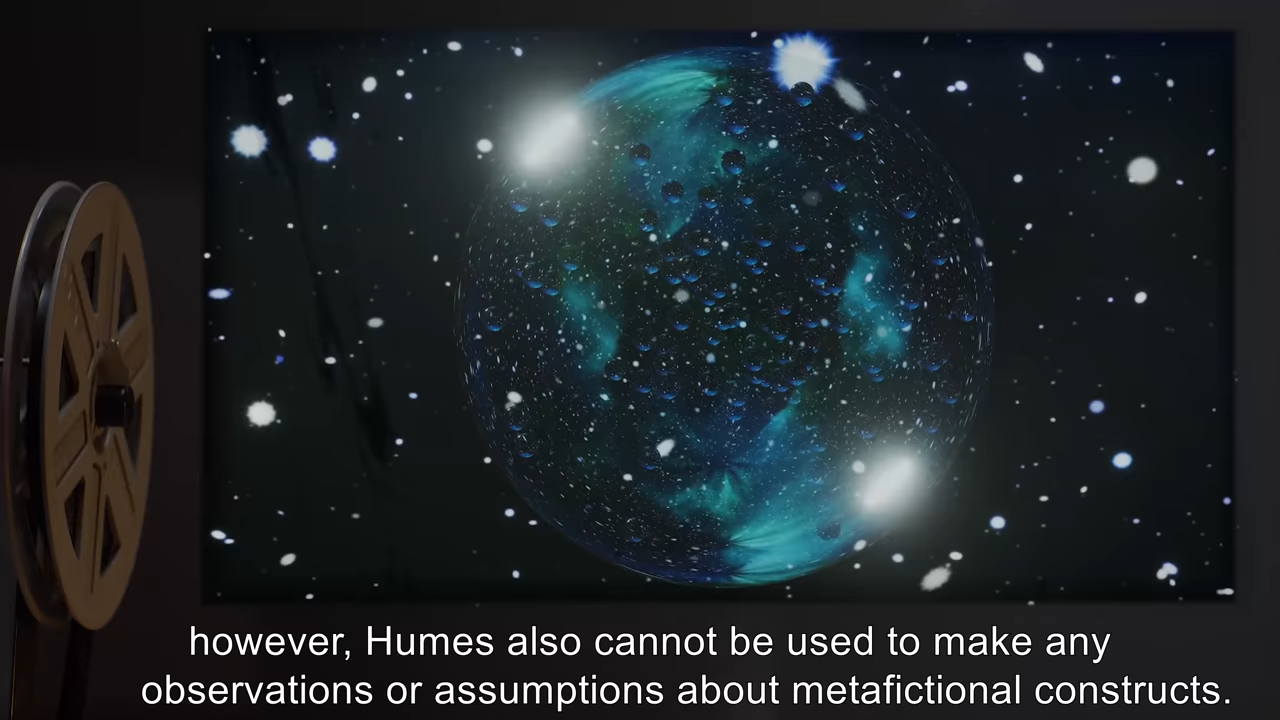 however, Humes also cannot be used to make any
observations or assumptions about metafictional constructs.